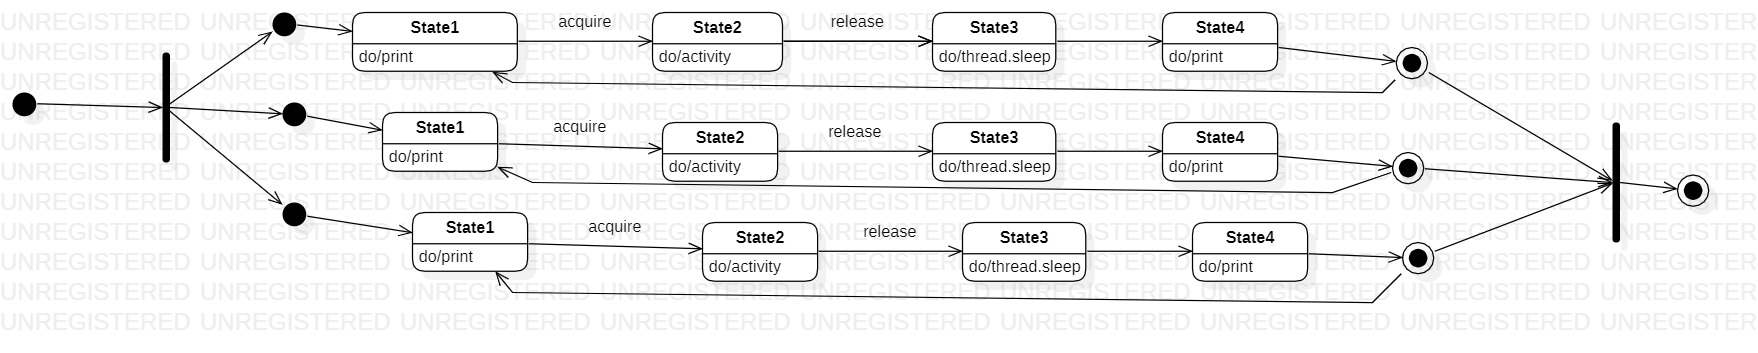 State1
do/print
acquire
State2
do/activity
release
State3
do/thread.sleep
State4
do/print
State1
do/print
acquire
State2
do/activity
release
State3
do/thread.sleep
State4
do/print
State1
do/print
acquire
State2
do/activity
release
State3
do/thread.sleep
State4
do/print
UNREGISTERED UNREGISTERED UNREGISTERED UNREGISTERED UNREGISTERED UNREGISTERED UNREGISTERED UNREGISTERED